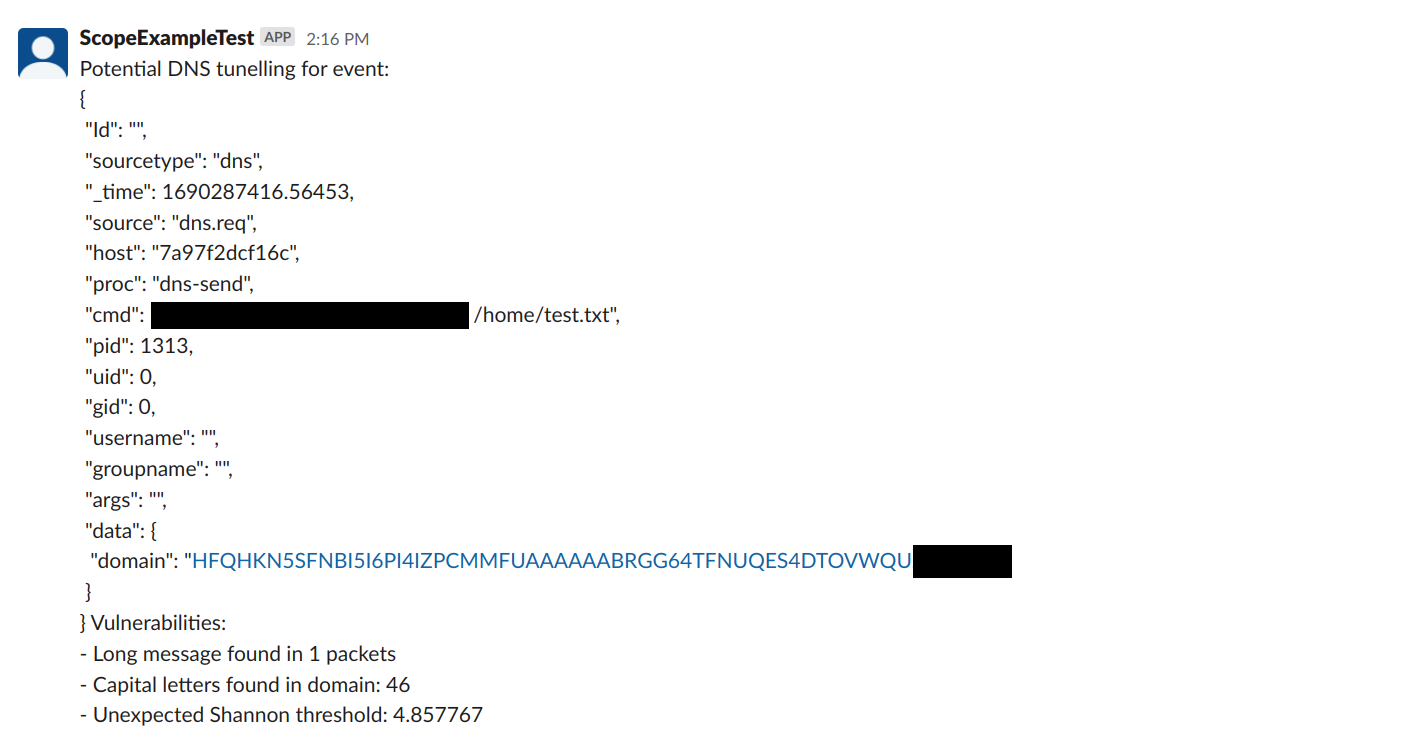 ScopeExampleTest APP 2:16 PM
Potential DNS tunelling for event:
{
"Id": "",
"sourcetype": "dns",
"_time": 1690287416.56453,
"source": "dns.req",
"host": "7a97f2dcf16c",
"proc": "dns-send",
"cmd": /home/test.txt",
"pid": 1313,
"uid": 0,
"gid": 0,
"username": "",
"groupname": "",
"args": "",
"data": {
"domain": "HFQHKN5SFNBI5I6PI4IZPCMMFUAAAAAABRGG64TFNUQES4DTOVWQU
}
} Vulnerabilities:
- Long message found in 1 packets
- Capital letters found in domain: 46
- Unexpected Shannon threshold: 4.857767